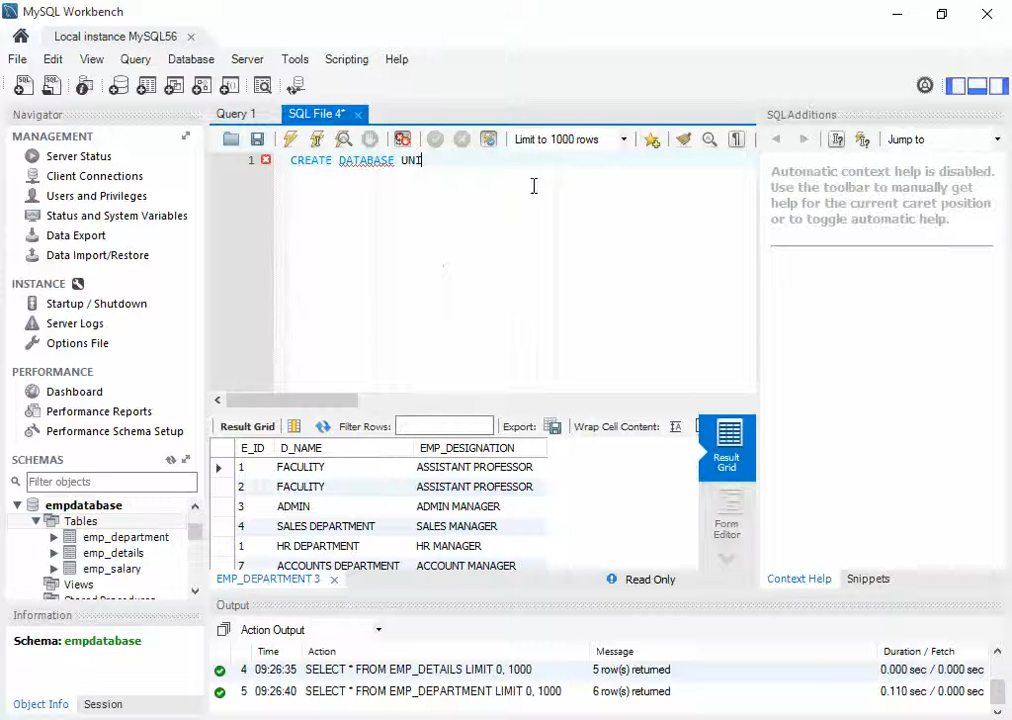 MySQL Workbench
Local instance MySQL56
File Edit View Query Database Server Tools Scripting Help
Navigator
Query 1
SQL File 4*
SQLAdditions
MANAGEMENT
Server Status
Client Connections
Users and Privileges
Status and System Variables
Data Export
Data Import/Restore
INSTANCE
Startup / Shutdown
Server Logs
Options File
PERFORMANCE
Dashboard
Performance Reports
Performance Schema Setup
SCHEMAS
Filter objects
empdatabase
Tables
emp_department
emp_details
emp_salary
Views
Stored Procedures
Information
Schema: empdatabase
Object Info Session
Limit to 1000 rows
1 CREATE DATABASE UNI
Jump to
Automatic context help is disabled.
Use the toolbar to manually get
help for the current caret position
or to toggle automatic help.
Result Grid Filter Rows: Export: Wrap Cell Content:
E_ID D_NAME EMP_DESIGNATION
1 FACULITY ASSISTANT PROFESSOR
2 FACULITY ASSISTANT PROFESSOR
3 ADMIN ADMIN MANAGER
4 SALES DEPARTMENT SALES MANAGER
1 HR DEPARTMENT HR MANAGER
7 ACCOUNTS DEPARTMENT ACCOUNT MANAGER
Result
Grid
Form
Editor
EMP_DEPARTMENT 3
Read Only
Context Help Snippets
Output
Action Output
Time Action Message Duration / Fetch
4 09:26:35 SELECT * FROM EMP_DETAILS LIMIT 0, 1000 5 row(s) returned 0.000 sec / 0.000 sec
5 09:26:40 SELECT * FROM EMP_DEPARTMENT LIMIT 0, 1000 6 row(s) returned 0.110 sec / 0.000 sec